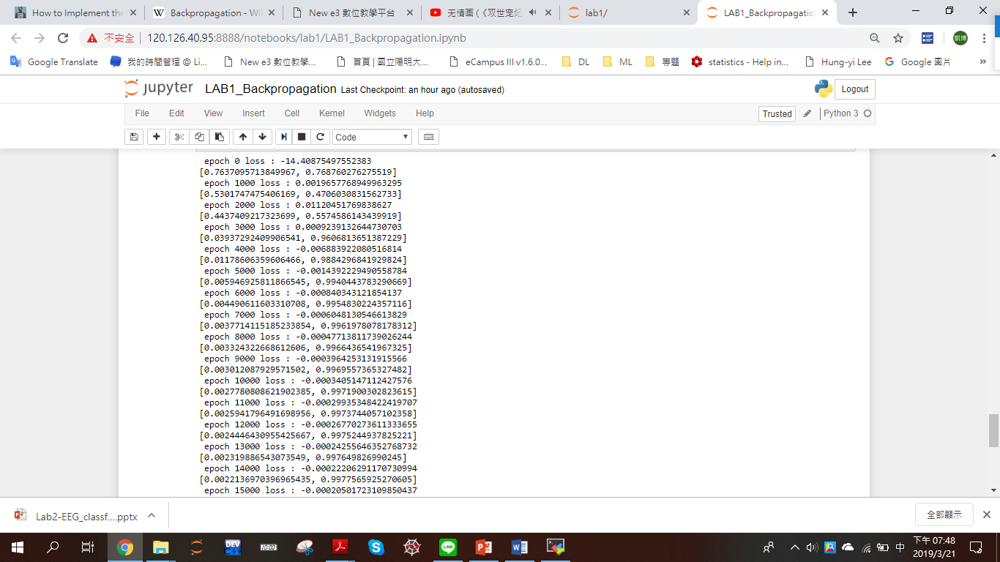 How to Implement the
Backpropagation - Wi
New e3 數位教學平台
无情画 (《双世宠妃
lab1/
LAB1_Backpropagatio
不安全 120.126.40.95:8888/notebooks/lab1/LAB1_Backpropagation.ipynb
凱博
Google Translate 我的時間管理 @ Li... New e3 數位教學... 首頁 | 國立陽明大... eCampus III v1.6.0... DL ML 專題 statistics - Help in... Hung-yi Lee Google 圖片 »
jupyter LAB1_Backpropagation Last Checkpoint: an hour ago (autosaved) Logout
File Edit View Insert Cell Kernel Widgets Help Trusted Python 3
Code
epoch 0 loss : -14.40875497552383
[0.7637095713849967, 0.768760276275519]
epoch 1000 loss : 0.0019657768949963295
[0.5301747475406169, 0.4706030831562733]
epoch 2000 loss : 0.01120451769838627
[0.4437409217323699, 0.5574586143439919]
epoch 3000 loss : 0.0009239132644730703
[0.03937292409906541, 0.9606813651387229]
epoch 4000 loss : -0.006883922080516814
[0.01178606359606466, 0.9884296841929824]
epoch 5000 loss : -0.0014392229490558784
[0.005946925811866545, 0.9940443783290669]
epoch 6000 loss : -0.000840343121854137
[0.004490611603310708, 0.9954830224357116]
epoch 7000 loss : -0.0006048130546613829
[0.0037714115185233854, 0.9961978078178312]
epoch 8000 loss : -0.00047713811739026244
[0.003324322668612606, 0.9966436541967325]
epoch 9000 loss : -0.0003964253131915566
[0.003012087929571502, 0.9969557365327482]
epoch 10000 loss : -0.0003405147112427576
[0.0027780808621902385, 0.9971900302823615]
epoch 11000 loss : -0.00029935348422419707
[0.0025941796491698956, 0.9973744057102358]
epoch 12000 loss : -0.00026770273611333655
[0.00244464309554 25667, 0.9975244937825221]
epoch 13000 loss : -0.00024255646352768732
[0.002319886543073549, 0.997649826990245]
epoch 14000 loss : -0.00022206291170730994
[0.0022136970396965435, 0.9977565925270605]
epoch 15000 loss : -0.00020501723109850437
Lab2-EEG_classf....pptx
全部顯示
DEV
中
下午 07:48
2019/3/21